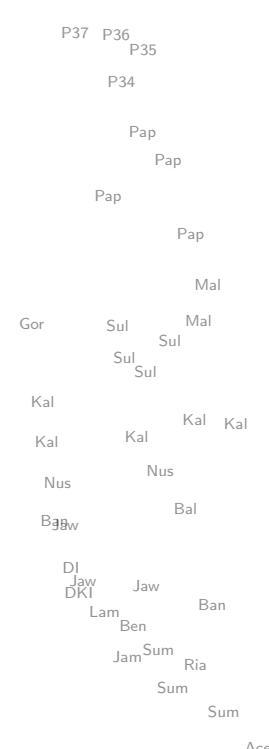 P37
P36
P35
P34
Pap
Pap
Pap
Pap
Mal
Mal
Gor
Sul
Sul
Sul
Sul
Kal
Kal
Kal
Kal
Kal
Nus
Nus
Bal
Ban
Jaw
DI
Jaw
Jaw
DKI
Ban
Lam
Ben
Sum
Jam
Ria
Sum
Sum